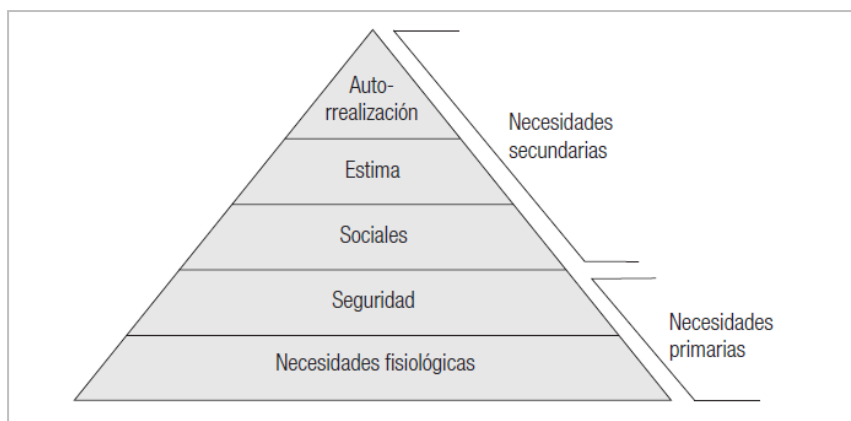 Auto-
rrealización
Estima
Sociales
Seguridad
Necesidades fisiológicas
Necesidades
secundarias
Necesidades
primarias